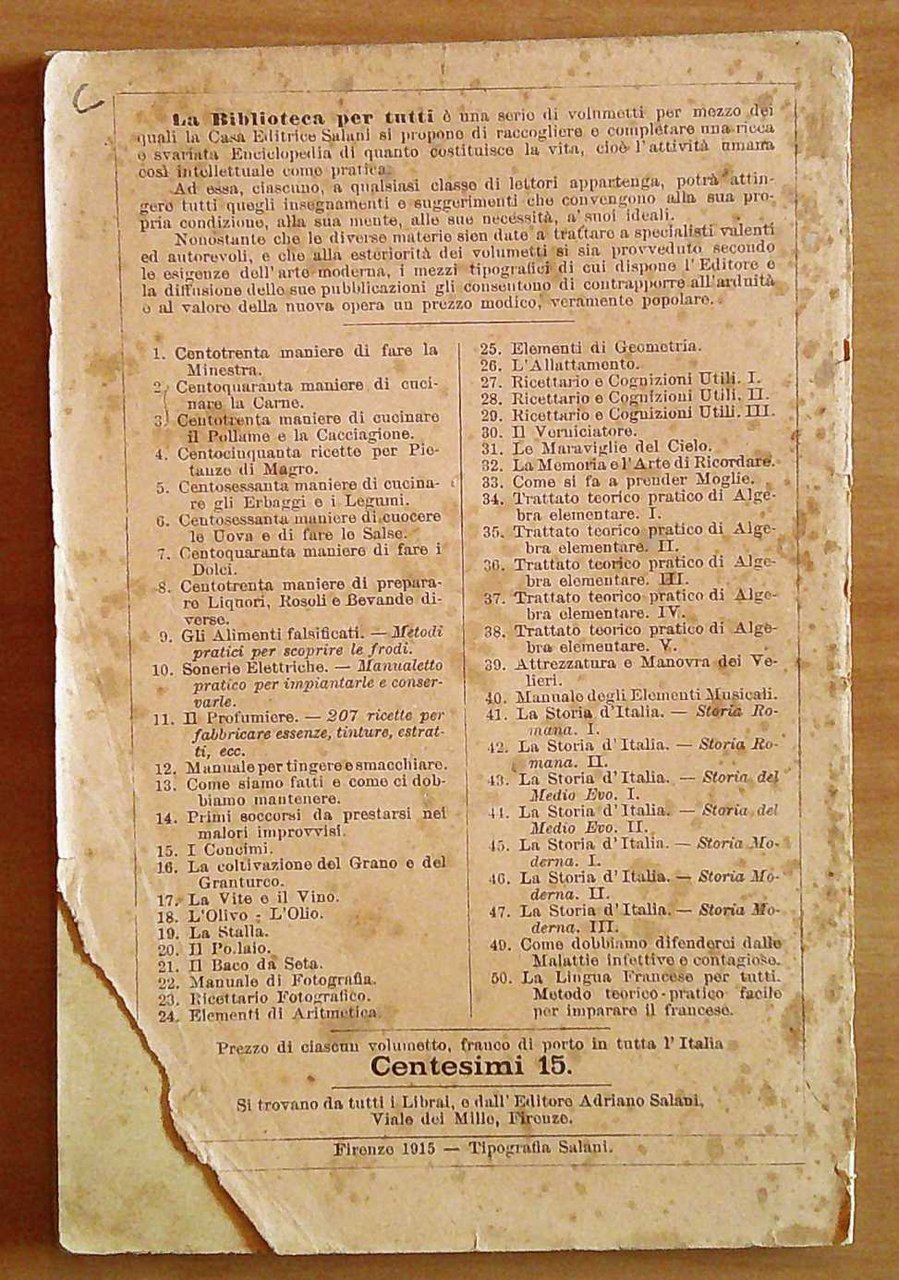 C
La Biblioteca per tutti è una serie di volumetti per mezzo dei
quali la Casa Editrice Salani si propone di raccogliere e completare una ricca
e svariata Enciclopedia di quanto costituisce la vita, cioè l'attività umana
così intellettuale come pratica.
Ad essa, ciascuno, a qualsiasi classe di lettori appartenga, potrà attin-
gere tutti quegli insegnamenti e suggerimenti che convengono alla sua pro-
pria condizione, alla sua mente, alle sue necessità, a' suoi ideali.
Nonostante che le diverse materie sien date a trattare a specialisti valenti
ed autorevoli, e che alla esteriorità dei volumetti si sia provveduto secondo
le esigenze dell'arte moderna, i mezzi tipografici di cui dispone l'Editore e
la diffusione delle sue pubblicazioni gli consentono di contrapporre all'arduità
e al valore della nuova opera un prezzo modico, veramente popolare.
1. Centotrenta maniere di fare la
Minestra.
2. Centoquaranta maniere di cuci-
nare la Carne.
3. Centotrenta maniere di cucinare
il Pollame e la Cacciagione.
4. Centocinquanta ricette per Pie-
tanze di Magro.
5. Centosessanta maniere di cucina-
re gli Erbaggi e i Legumi.
6. Centosessanta maniere di cuocere
le Uova e di fare le Salse.
7. Centoquaranta maniere di fare i
Dolci.
8. Centotrenta maniere di prepara-
re Liquori, Rosoli e Bevande di-
verse.
9. Gli Alimenti falsificati. — Metodi
pratici per scoprire le frodi.
10. Sonerie Elettriche. — Manualetto
pratico per impiantarle e conser-
varle.
11. Il Profumiere. — 207 ricette per
fabbricare essenze, tinture, estrat-
ti, ecc.
12. Manuale per tingere e smacchiare.
13. Come siamo fatti e come ci dob-
biamo mantenere.
14. Primi soccorsi da prestarsi nei
malori improvvisi.
15. I Concimi.
16. La coltivazione del Grano e del
Granturco.
17. La Vite e il Vino.
18. L'Olivo - L'Olio.
19. La Stalla.
20. Il Pollaio.
21. Il Baco da Seta.
22. Manuale di Fotografia.
23. Ricettario Fotografico.
24. Elementi di Aritmetica
25. Elementi di Geometria.
26. L'Allattamento.
27. Ricettario e Cognizioni Utili. I.
28. Ricettario e Cognizioni Utili. II.
29. Ricettario e Cognizioni Utili. III.
30. Il Verniciatore.
31. Le Maraviglie del Cielo.
32. La Memoria e l'Arte di Ricordare.
33. Come si fa a prender Moglie.
34. Trattato teorico pratico di Alge-
bra elementare. I.
35. Trattato teorico pratico di Alge-
bra elementare. II.
36. Trattato teorico pratico di Alge-
bra elementare. III.
37. Trattato teorico pratico di Alge-
bra elementare. IV.
38. Trattato teorico pratico di Alge-
bra elementare. V.
39. Attrezzatura e Manovra dei Ve-
lieri.
40. Manuale degli Elementi Musicali.
41. La Storia d'Italia. — Storia Ro-
mana. I.
42. La Storia d'Italia. — Storia Ro-
mana. II.
43. La Storia d'Italia. — Storia del
Medio Evo. I.
44. La Storia d'Italia. — Storia del
Medio Evo. II.
45. La Storia d'Italia. — Storia Mo-
derna. I.
46. La Storia d'Italia. — Storia Mo-
derna. II.
47. La Storia d'Italia. — Storia Mo-
derna. III.
49. Come dobbiamo difenderci dalle
Malattie infettive e contagiose.
50. La Lingua Francese per tutti.
Metodo teorico-pratico facile
per imparare il francese.
Prezzo di ciascun volumetto, franco di porto in tutta l'Italia
Centesimi 15.
Si trovano da tutti i Librai, e dall'Editore Adriano Salani,
Viale dei Mille, Firenze.
Firenze 1915 — Tipografia Salani.